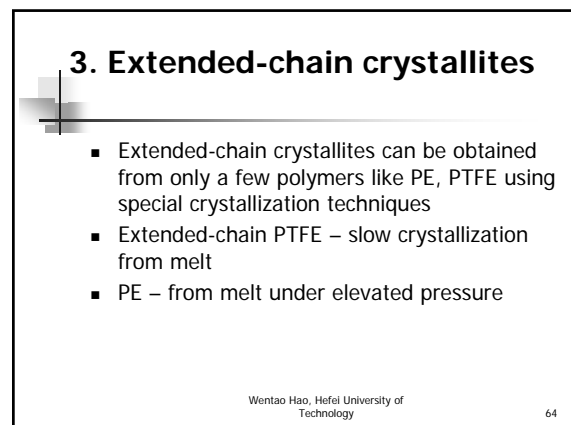 3. Extended-chain crystallites
▪ Extended-chain crystallites can be obtained
from only a few polymers like PE, PTFE using
special crystallization techniques
▪ Extended-chain PTFE – slow crystallization
from melt
▪ PE – from melt under elevated pressure
Wentao Hao, Hefei University of
Technology
64